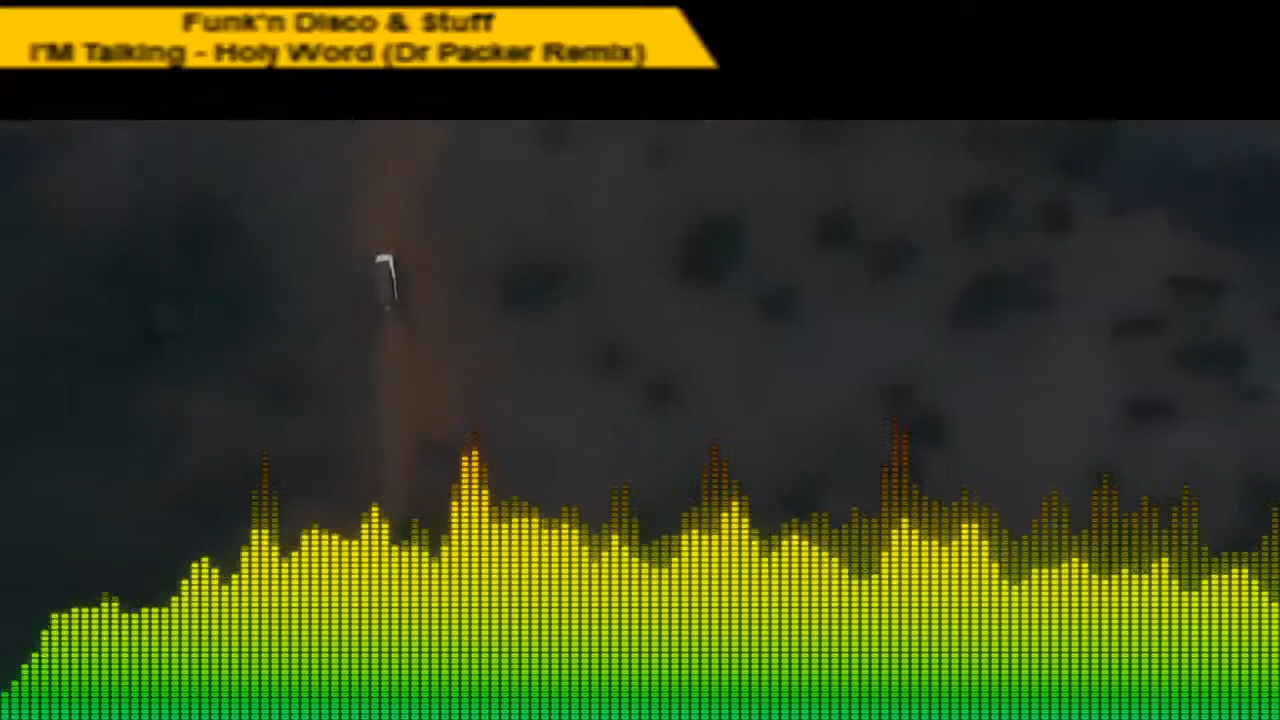 Funk'n Disco & Stuff
I'M Talking - Holy Word (Dr Packer Remix)